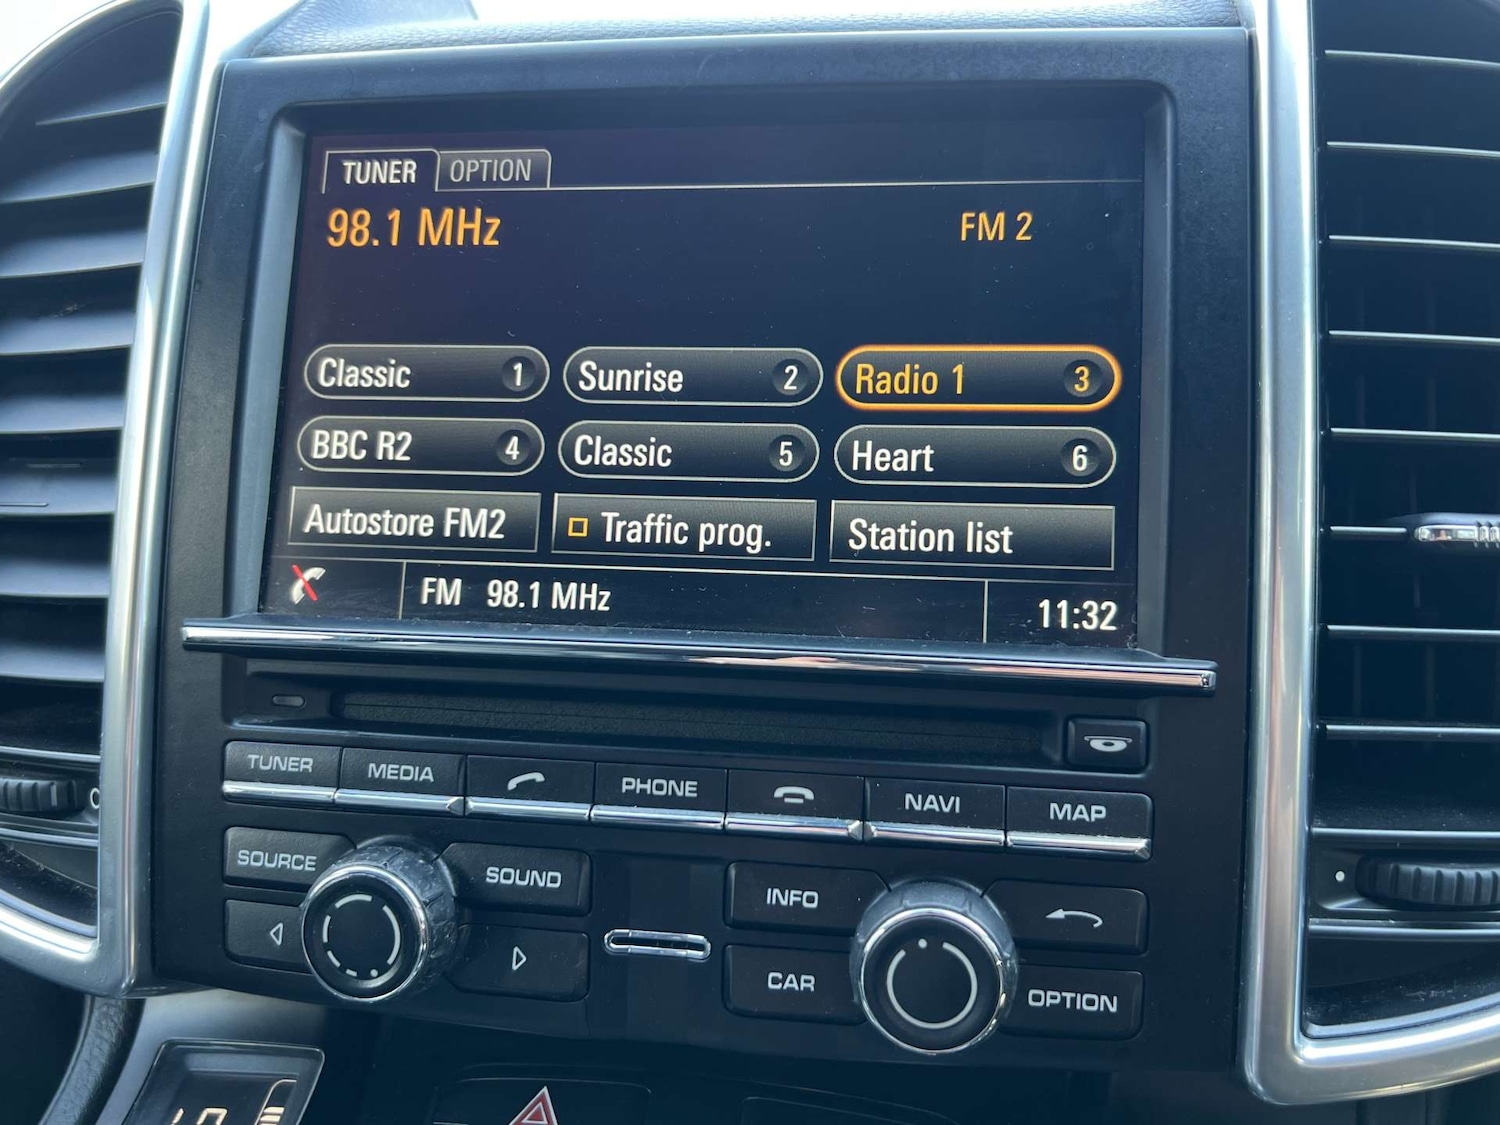 TUNER OPTION
98.1 MHz FM 2
Classic 1 Sunrise 2 Radio 1 3
BBC R2 4 Classic 5 Heart 6
Autostore FM2 Traffic prog. Station list
FM 98.1 MHz 11:32
TUNER MEDIA PHONE NAVI MAP
SOURCE SOUND INFO
CAR OPTION